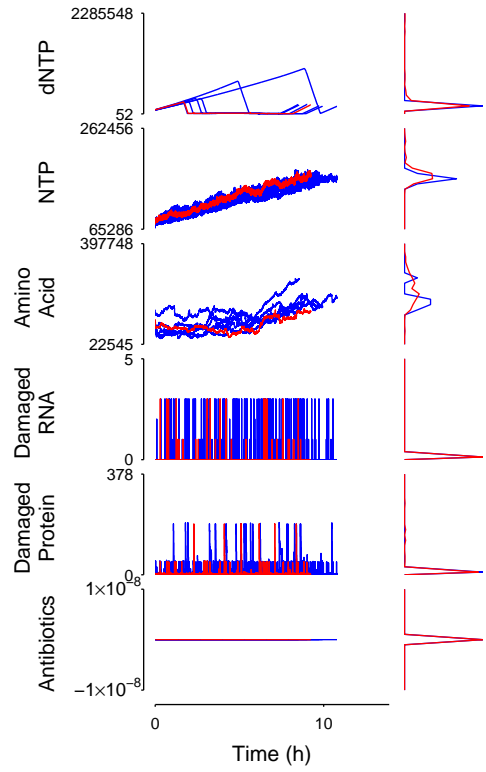 2285548
dNTP
52
262456
NTP
65286
397748
Amino
Acid
22545
5
Damaged
RNA
0
378
Damaged
Protein
0
1×10⁻⁸
Antibiotics
−1×10⁻⁸
0 10
Time (h)